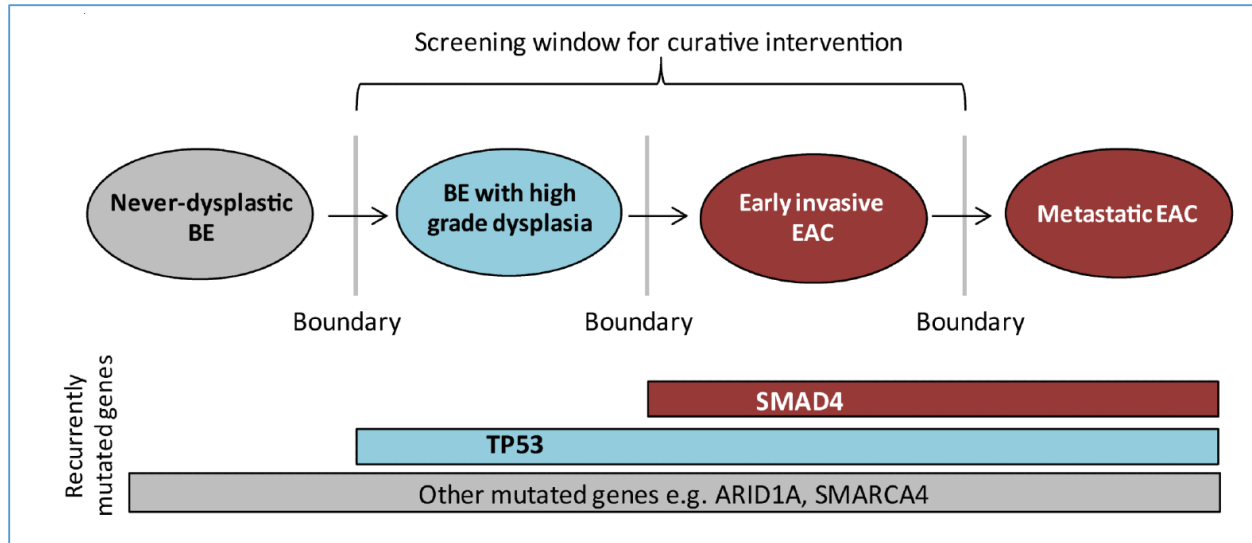 Screening window for curative intervention
Never-dysplastic
BE
BE with high
grade dysplasia
Early invasive
EAC
Metastatic EAC
Boundary
Boundary
Boundary
Recurrently
mutated genes
SMAD4
TP53
Other mutated genes e.g. ARID1A, SMARCA4